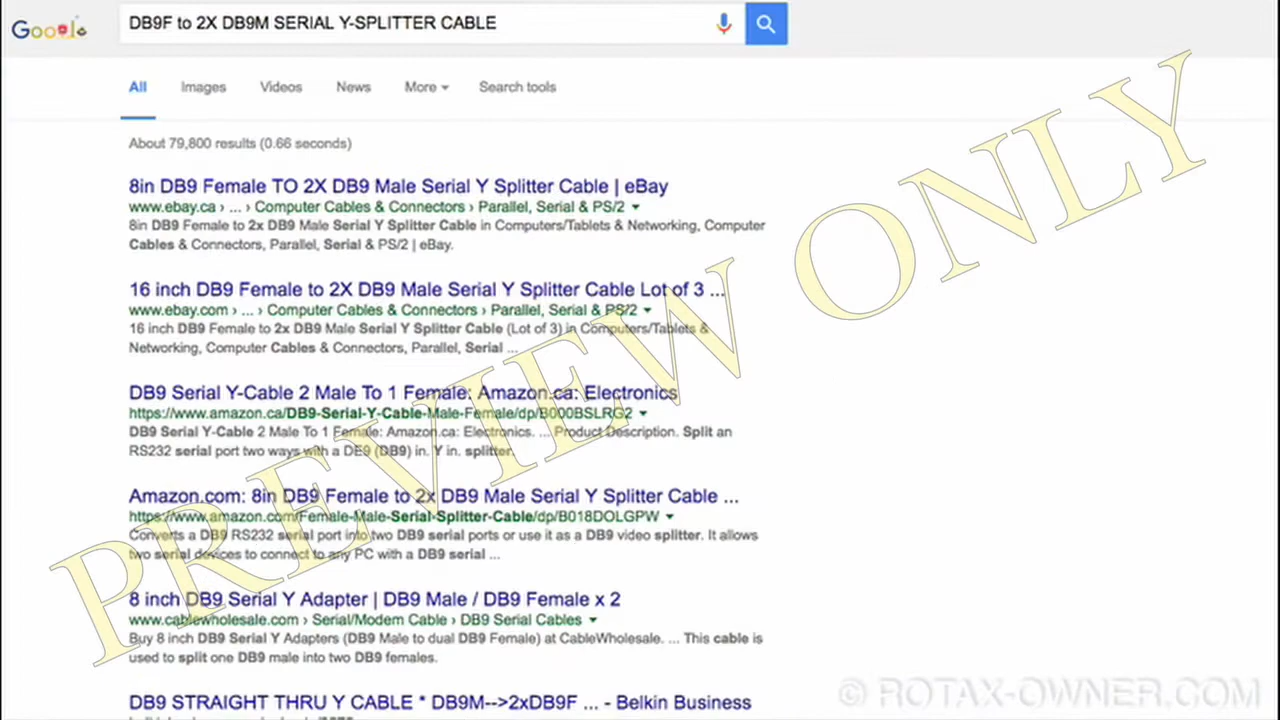 Google
DB9F to 2X DB9M SERIAL Y-SPLITTER CABLE
All Images Videos News More Search tools
About 79,800 results (0.66 seconds)
8in DB9 Female TO 2X DB9 Male Serial Y Splitter Cable | eBay
www.ebay.ca › ... › Computer Cables & Connectors › Parallel, Serial & PS/2
8in DB9 Female to 2x DB9 Male Serial Y Splitter Cable in Computers/Tablets & Networking, Computer
Cables & Connectors, Parallel, Serial & PS/2 | eBay.
16 inch DB9 Female to 2X DB9 Male Serial Y Splitter Cable Lot of 3 ...
www.ebay.com › ... › Computer Cables & Connectors › Parallel, Serial & PS/2
16 inch DB9 Female to 2x DB9 Male Serial Y Splitter Cable (Lot of 3) in Computers/Tablets &
Networking, Computer Cables & Connectors, Parallel, Serial ...
DB9 Serial Y-Cable 2 Male To 1 Female: Amazon.ca: Electronics
https://www.amazon.ca/DB9-Serial-Y-Cable-Male-Female/dp/B000BSLRG2
DB9 Serial Y-Cable 2 Male To 1 Female: Amazon.ca: Electronics. ... Product Description. Split an
RS232 serial port two ways with a DE9 (DB9) in. Y in. splitter.
Amazon.com: 8in DB9 Female to 2x DB9 Male Serial Y Splitter Cable ...
https://www.amazon.com/Female-Male-Serial-Splitter-Cable/dp/B018DOLGPW
Converts a DB9 RS232 serial port into two DB9 serial ports or use it as a DB9 video splitter. It allows
two serial devices to connect to any PC with a DB9 serial ...
8 inch DB9 Serial Y Adapter | DB9 Male / DB9 Female x 2
www.cablewholesale.com › Serial/Modem Cable › DB9 Serial Cables
Buy 8 inch DB9 Serial Y Adapters (DB9 Male to dual DB9 Female) at CableWholesale. ... This cable is
used to split one DB9 male into two DB9 females.
DB9 STRAIGHT THRU Y CABLE * DB9M-->2xDB9F ... - Belkin Business
PREVIEW ONLY
© ROTAX-OWNER.COM